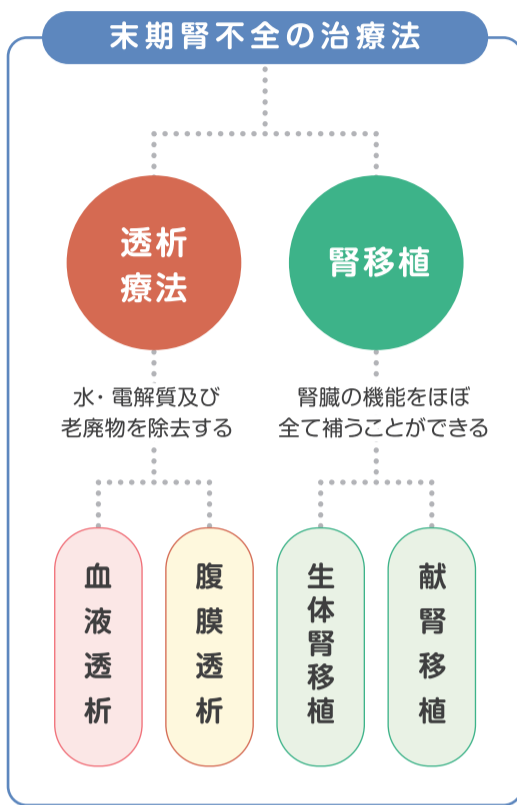 末期腎不全の治療法
透析
療法
腎移植
水・電解質及び
老廃物を除去する
腎臓の機能をほぼ
全て補うことができる
血液透析
腹膜透析
生体腎移植
献腎移植